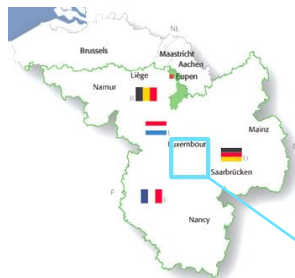 NL
Brussels
Maastricht
Aachen
Liège
Eupen
Namur
B
L
Mainz
Luxembour
D
Saarbrücken
F
Nancy